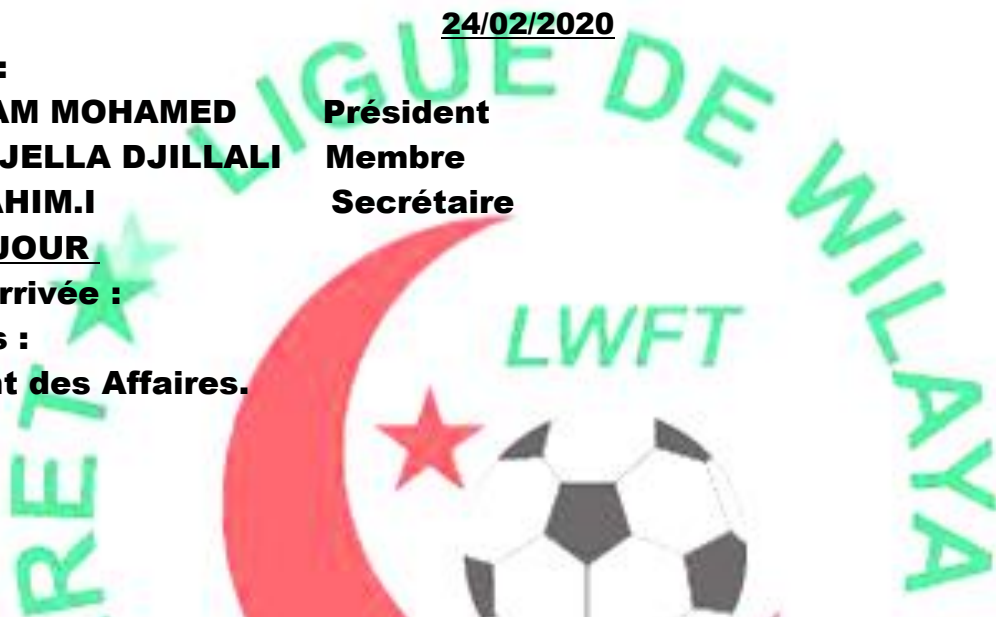 24/02/2020
:
AM MOHAMED Président
JELLA DJILLALI Membre
AHIM.I Secrétaire
JOUR
rrivée :
s :
nt des Affaires.
LIGUE DE WILAYA
LWFT
RET